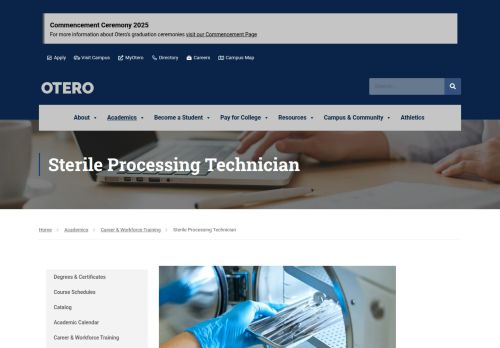 Commencement Ceremony 2025
For more information about Otero's graduation ceremonies visit our Commencement Page
Apply Visit Campus MyOtero Directory Careers Campus Map
OTERO
About Academics Become a Student Pay for College Resources Campus & Community Athletics
Sterile Processing Technician
Home Academics Career & Workforce Training Sterile Processing Technician
Degrees & Certificates
Course Schedules
Catalog
Academic Calendar
Career & Workforce Training